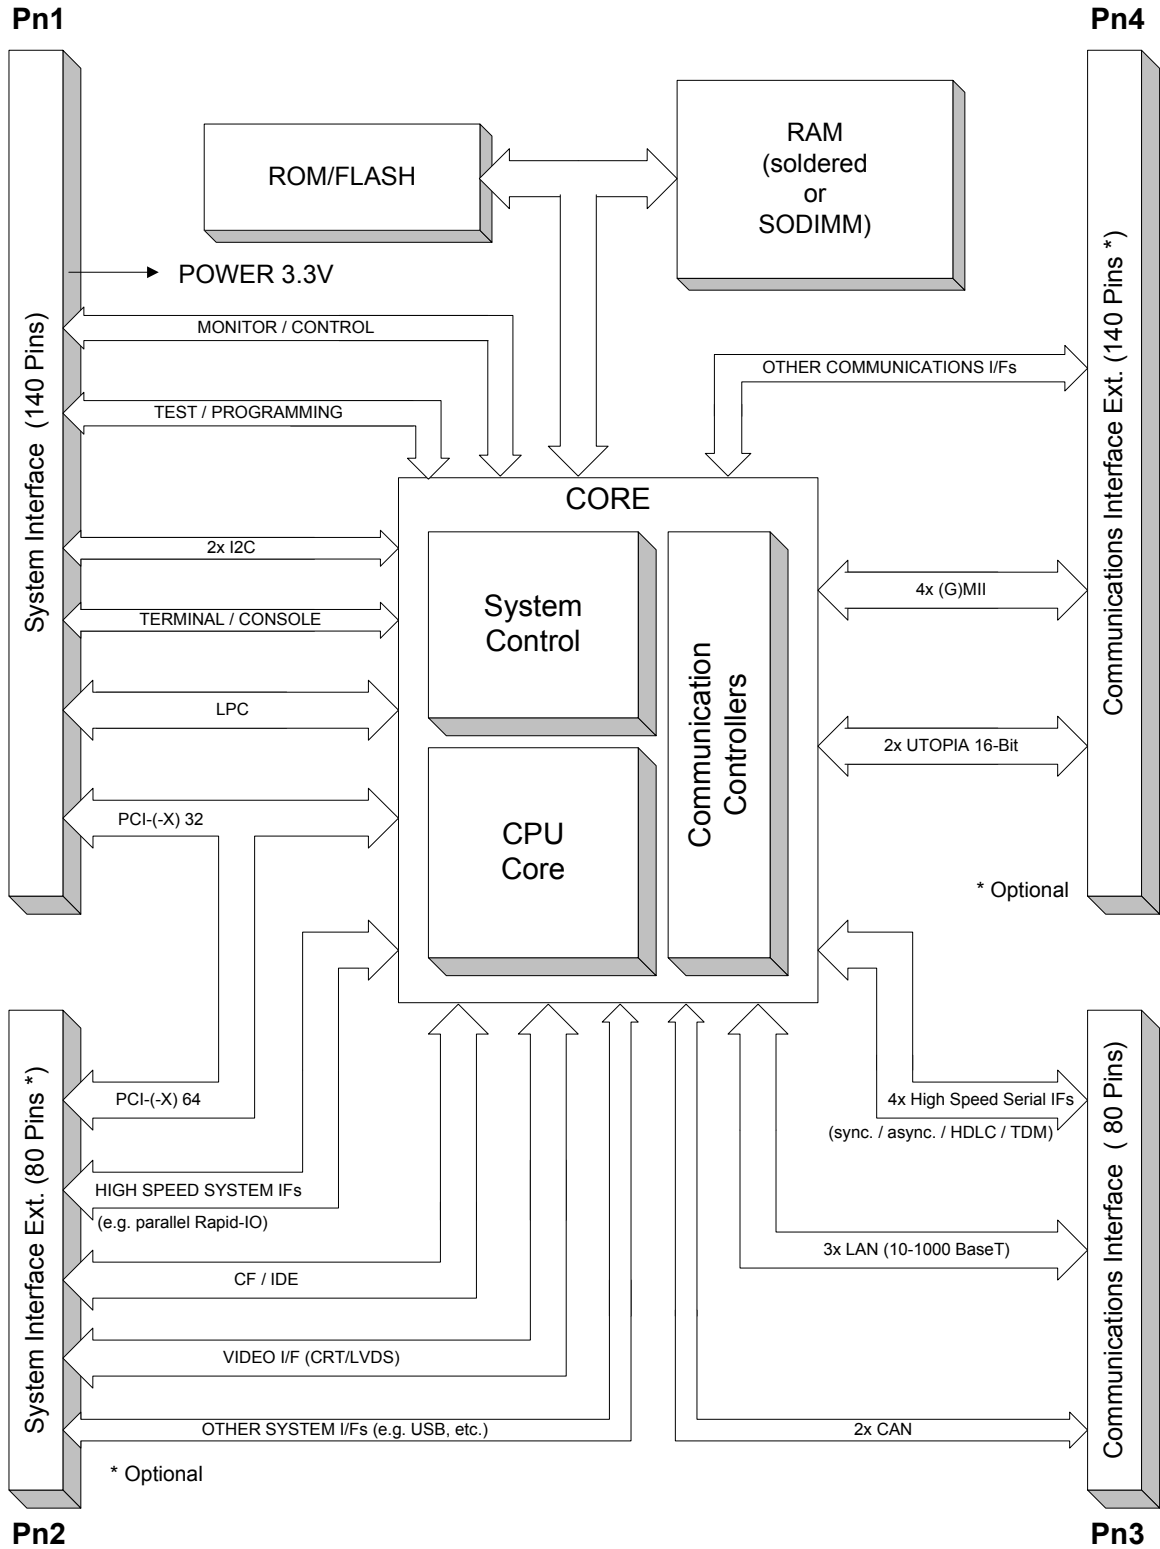 Pn1
Pn4
ROM/FLASH
RAM
(soldered
or
SODIMM)
POWER 3.3V
MONITOR / CONTROL
TEST / PROGRAMMING
OTHER COMMUNICATIONS I/Fs
System Interface (140 Pins)
Communications Interface Ext. (140 Pins *)
CORE
2x I2C
TERMINAL / CONSOLE
LPC
PCI-(-X) 32
System
Control
CPU
Core
Communication
Controllers
4x (G)MII
2x UTOPIA 16-Bit
* Optional
System Interface Ext. (80 Pins *)
PCI-(-X) 64
HIGH SPEED SYSTEM IFs
(e.g. parallel Rapid-IO)
CF / IDE
VIDEO I/F (CRT/LVDS)
OTHER SYSTEM I/Fs (e.g. USB, etc.)
* Optional
4x High Speed Serial IFs
(sync. / async. / HDLC / TDM)
3x LAN (10-1000 BaseT)
2x CAN
Communications Interface ( 80 Pins)
Pn2
Pn3